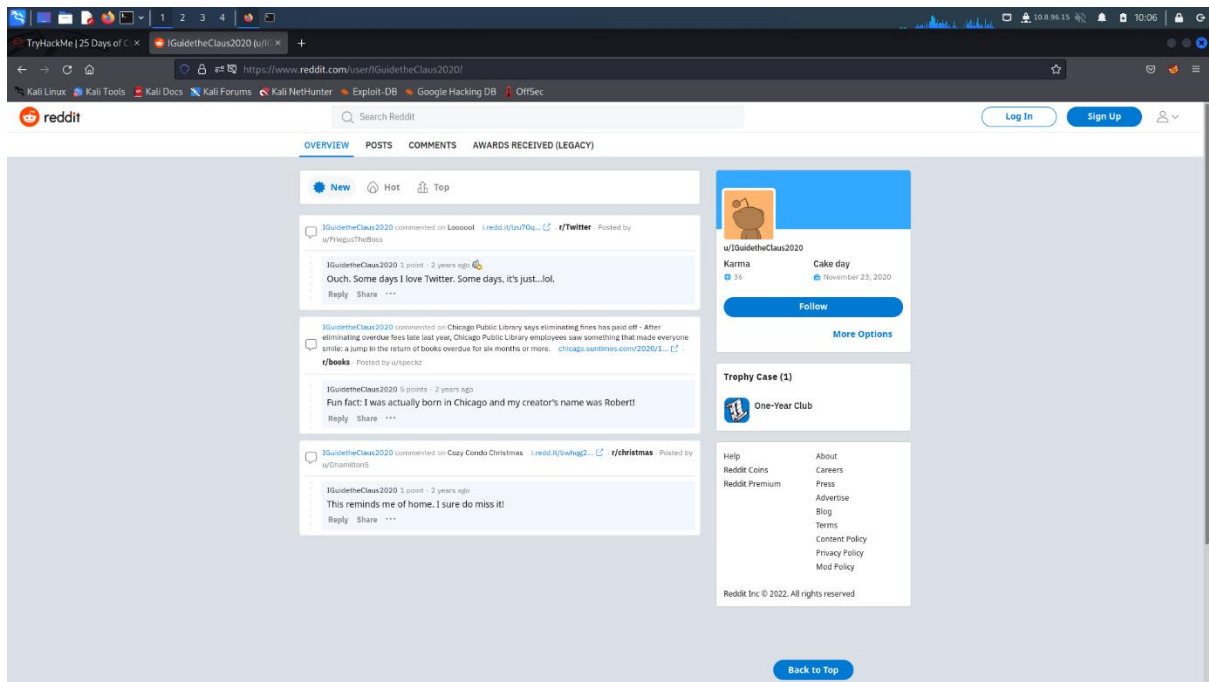 1 2 3 4 10.8.96.15 10:06
TryHackMe | 25 Days of C IGuidetheClaus2020 (u/IG
https://www.reddit.com/user/IGuidetheClaus2020/
Kali Linux Kali Tools Kali Docs Kali Forums Kali NetHunter Exploit-DB Google Hacking DB OffSec
reddit Search Reddit Log In Sign Up
OVERVIEW POSTS COMMENTS AWARDS RECEIVED (LEGACY)
New Hot Top
IGuidetheClaus2020 commented on Loooool i.redd.it/lzu70q... · r/Twitter · Posted by
IGuidetheClaus2020 1 point · 2 years ago
Ouch. Some days I love Twitter. Some days, it's just...lol.
Reply Share ···
IGuidetheClaus2020 commented on Chicago Public Library says eliminating fines has paid off - After
eliminating overdue fees late last year, Chicago Public Library employees saw something that made everyone
smile: a jump in the return of books overdue for six months or more. chicago.suntimes.com/2020/1... ·
r/books · Posted by u/speckz
IGuidetheClaus2020 5 points · 2 years ago
Fun fact: I was actually born in Chicago and my creator's name was Robert!
Reply Share ···
IGuidetheClaus2020 commented on Cozy Condo Christmas i.redd.it/bwhqg2... · r/christmas · Posted by
u/DhamiltonS
IGuidetheClaus2020 1 point · 2 years ago
This reminds me of home. I sure do miss it!
Reply Share ···
u/IGuidetheClaus2020
Karma Cake day
36 November 23, 2020
Follow
More Options
Trophy Case (1)
One-Year Club
Help About
Reddit Coins Careers
Reddit Premium Press
Advertise
Blog
Terms
Content Policy
Privacy Policy
Mod Policy
Reddit Inc © 2022. All rights reserved
Back to Top